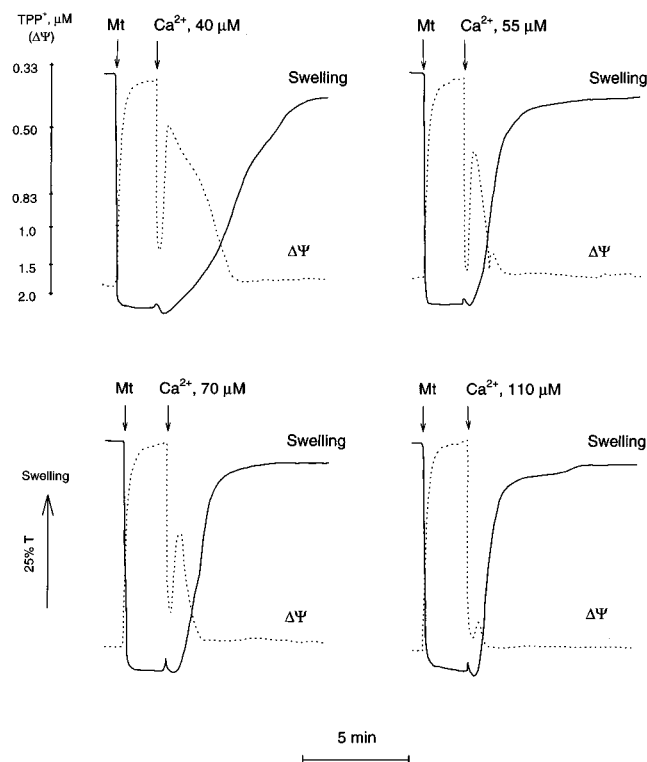 TPP⁺, μM
(ΔΨ)
Mt
Ca²⁺, 40 μM
Mt
Ca²⁺, 55 μM
0.33
0.50
0.83
1.0
1.5
2.0
Swelling
ΔΨ
Swelling
ΔΨ
Mt
Ca²⁺, 70 μM
Mt
Ca²⁺, 110 μM
Swelling
25% T
Swelling
ΔΨ
Swelling
ΔΨ
5 min